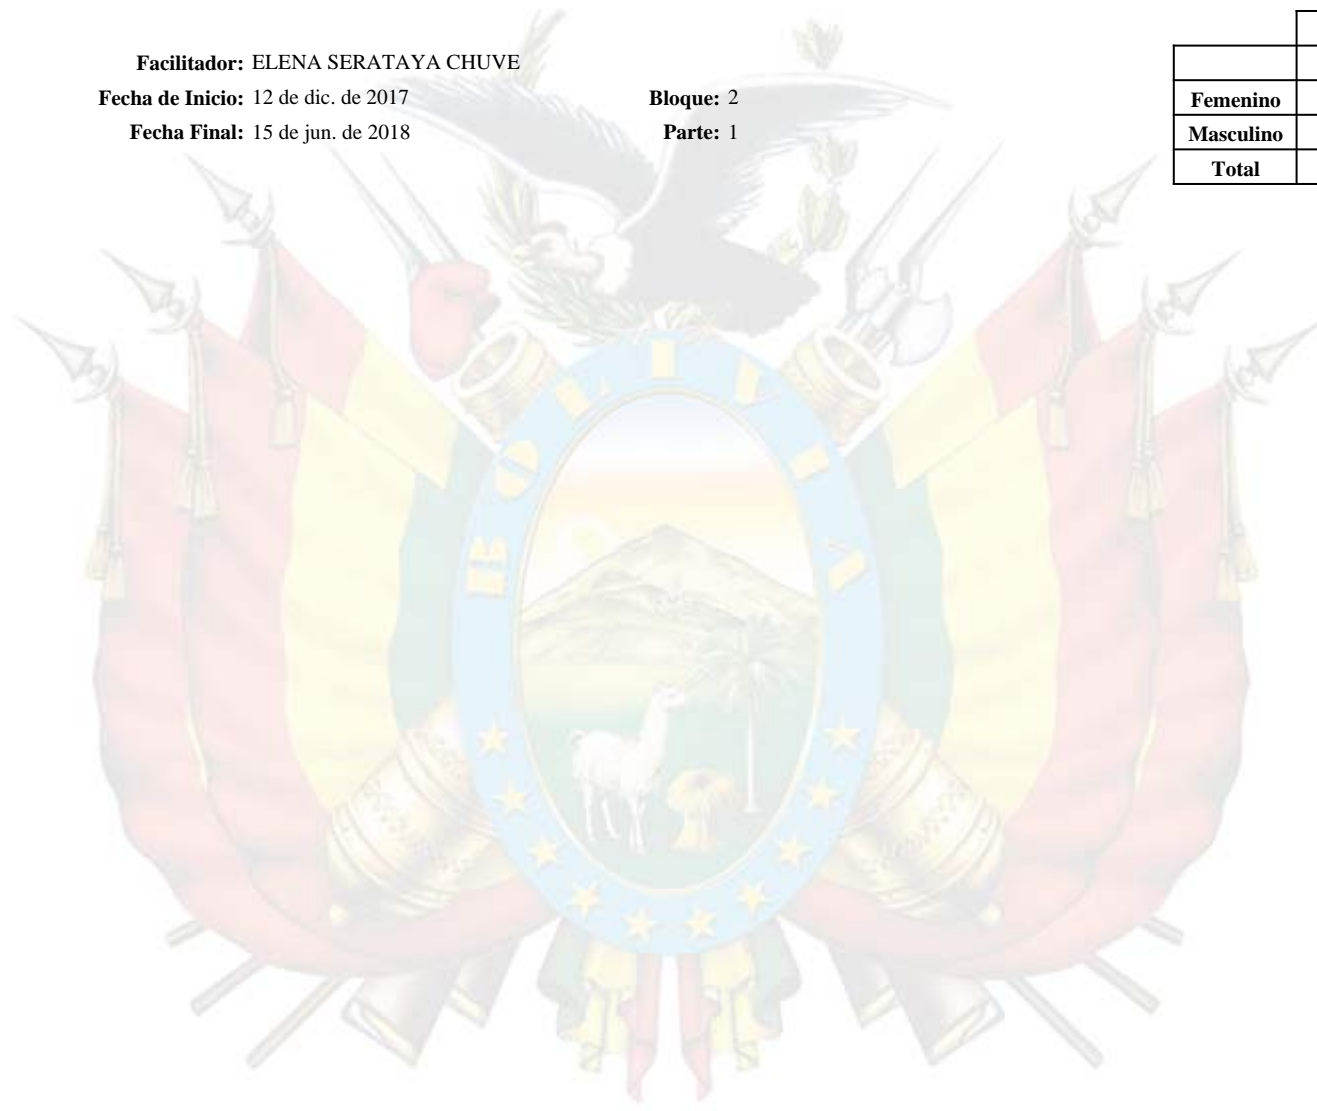 Facilitador: ELENA SERATAYA CHUVE
Fecha de Inicio: 12 de dic. de 2017 Bloque: 2
Fecha Final: 15 de jun. de 2018 Parte: 1
Femenino
Masculino
Total
BOLIVIA